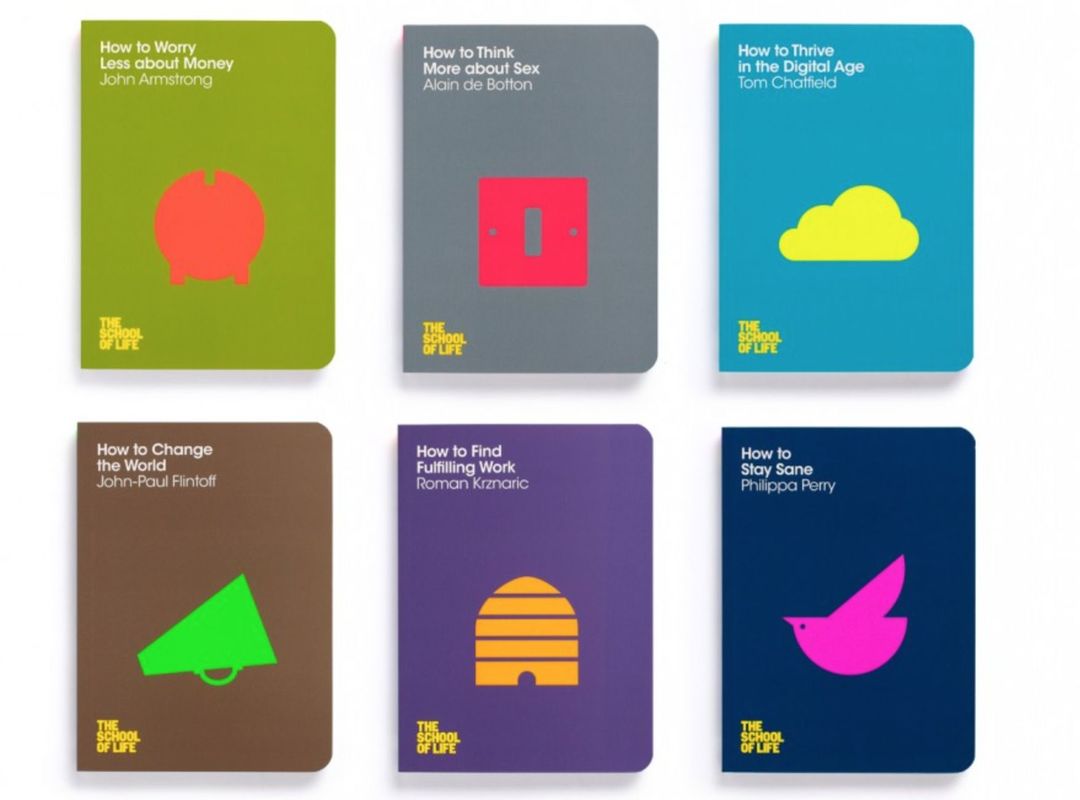 How to Worry
Less about Money
John Armstrong
THE
SCHOOL
OF LIFE
How to Think
More about Sex
Alain de Botton
THE
SCHOOL
OF LIFE
How to Thrive
in the Digital Age
Tom Chatfield
THE
SCHOOL
OF LIFE
How to Change
the World
John-Paul Flintoff
THE
SCHOOL
OF LIFE
How to Find
Fulfilling Work
Roman Krznaric
THE
SCHOOL
OF LIFE
How to
Stay Sane
Philippa Perry
THE
SCHOOL
OF LIFE